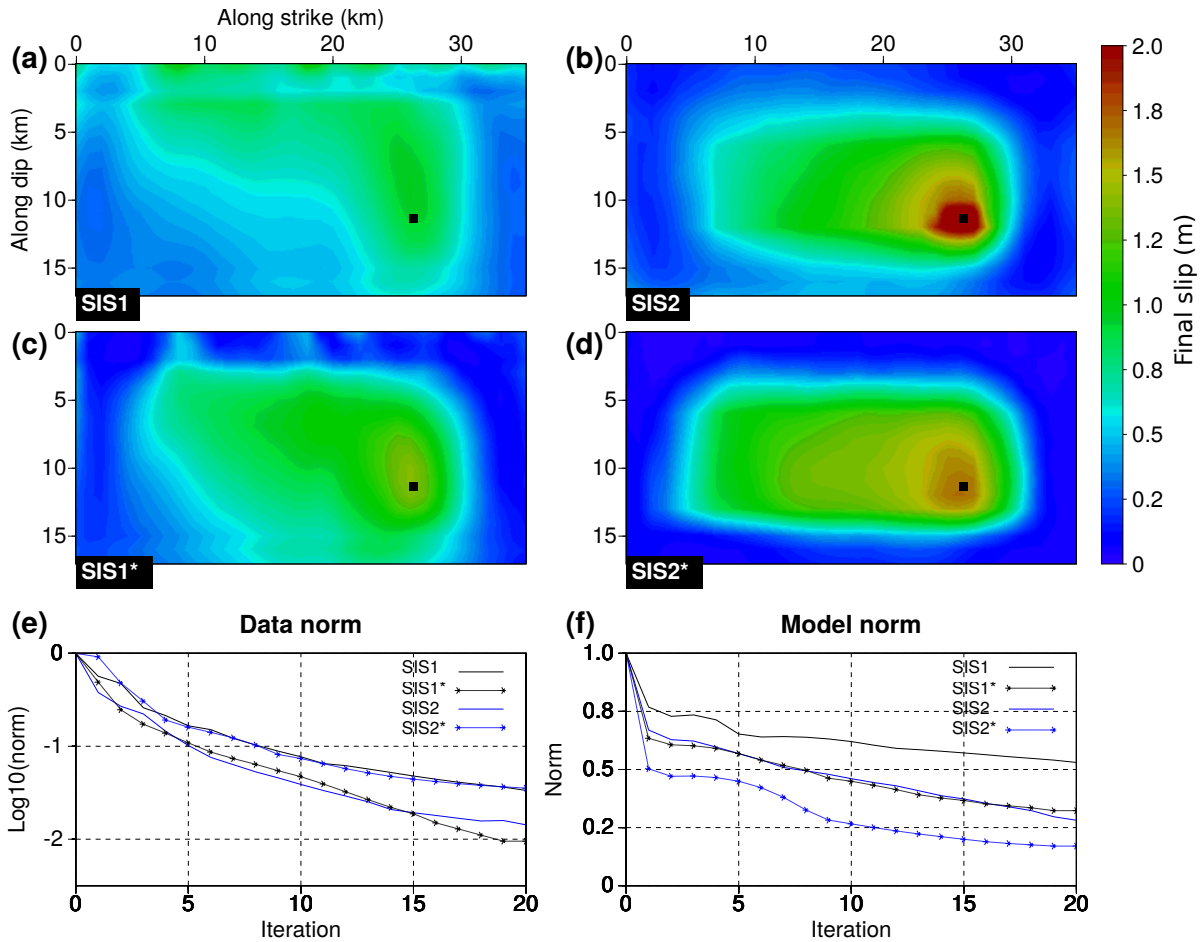 Along strike (km)
0 10 20 30
0 10 20 30
(a)
(b)
0
5
10
15
Along dip (km)
SIS1
0
5
10
15
SIS2
2.0
1.8
1.5
1.2
1.0
0.8
0.5
0.2
0
Final slip (m)
(c)
(d)
0
5
10
15
SIS1*
0
5
10
15
SIS2*
(e) Data norm
(f) Model norm
0
-1
-2
Log10(norm)
SIS1
SIS1*
SIS2
SIS2*
0 5 10 15 20
Iteration
1.0
0.8
0.5
0.2
0
Norm
SIS1
SIS1*
SIS2
SIS2*
0 5 10 15 20
Iteration